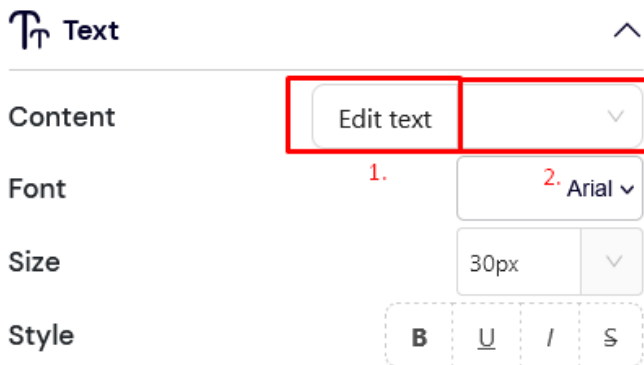 Text
Content Edit text
1.
2.
Font Arial
Size 30px
Style B U I S